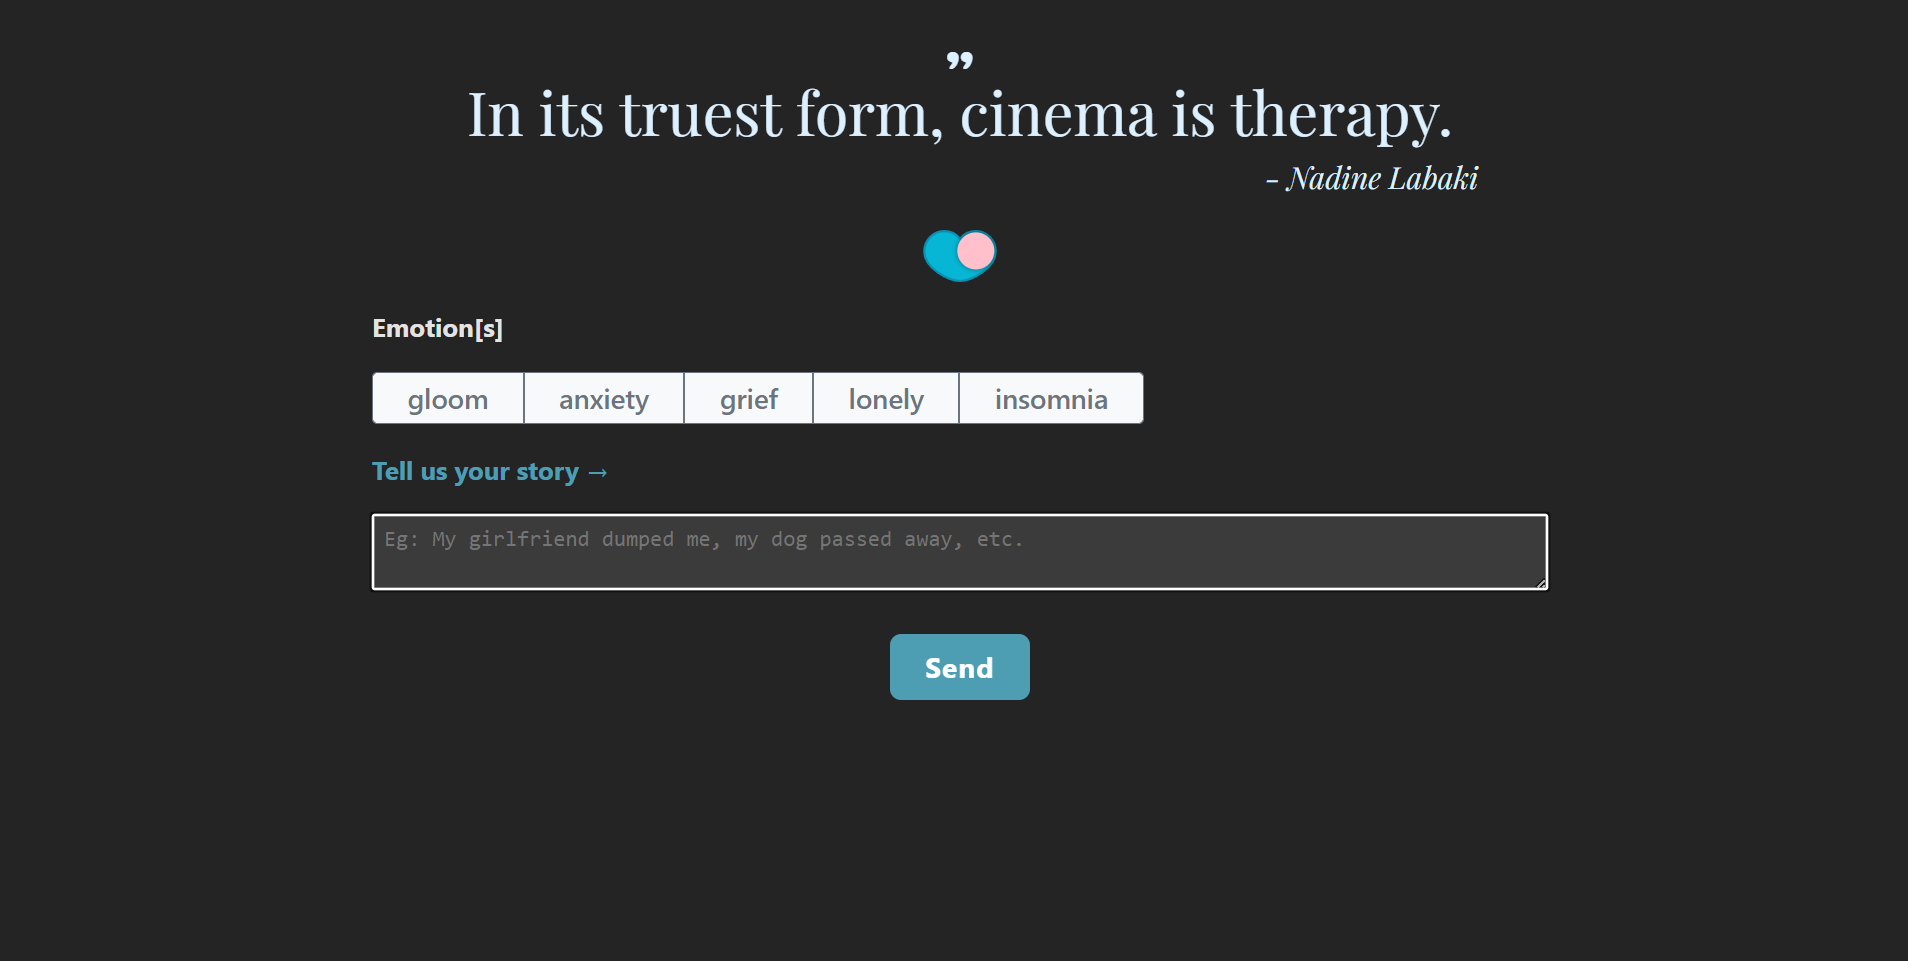 ”
In its truest form, cinema is therapy.
- Nadine Labaki
Emotion[s]
gloom anxiety grief lonely insomnia
Tell us your story →
Eg: My girlfriend dumped me, my dog passed away, etc.
Send